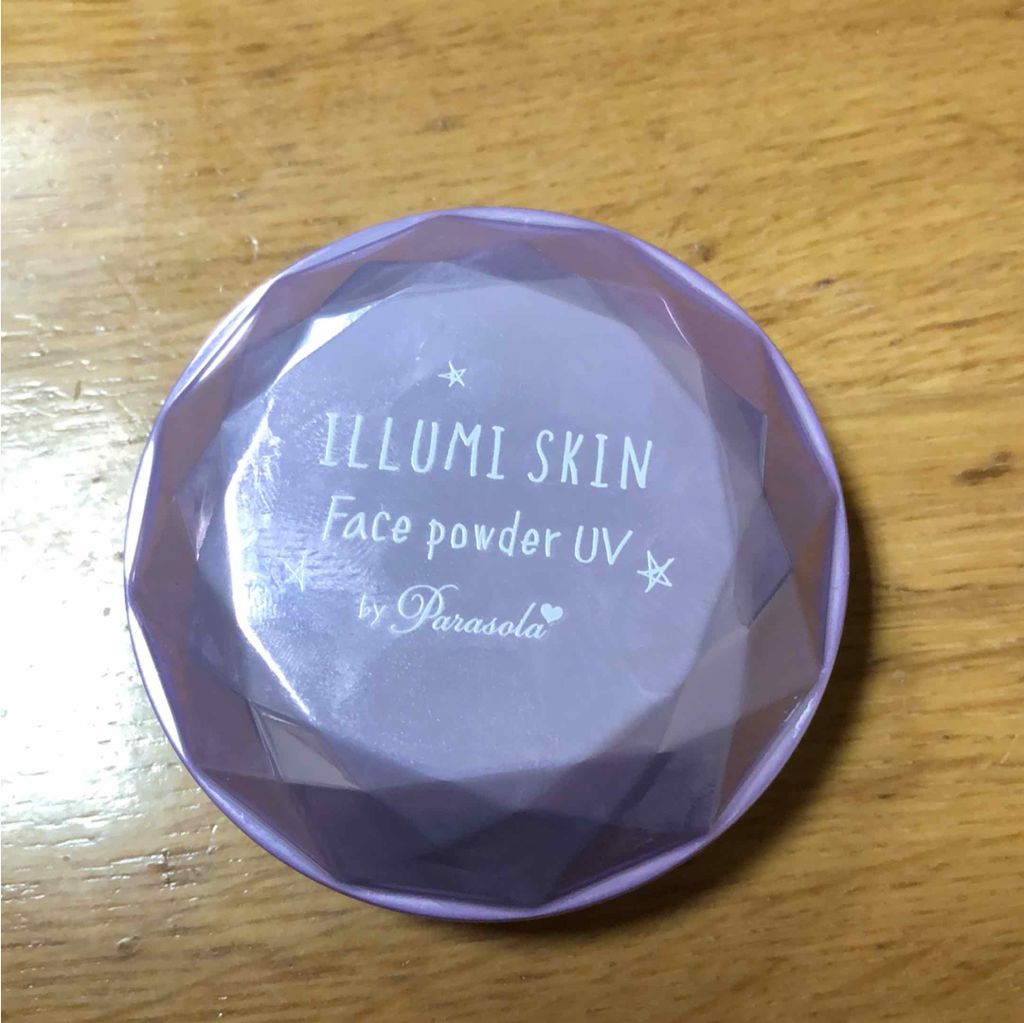 ILLUMI SKIN
Face powder UV
by Parasola